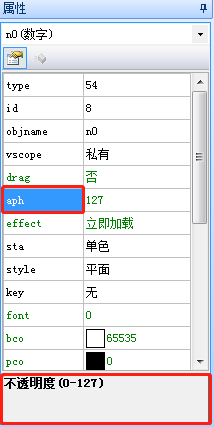 属性
n0(数字)
type 54
id 8
objname n0
vscope 私有
drag 否
aph 127
effect 立即加载
sta 单色
style 平面
key 无
font 0
bco 65535
pco 0
不透明度(0-127)